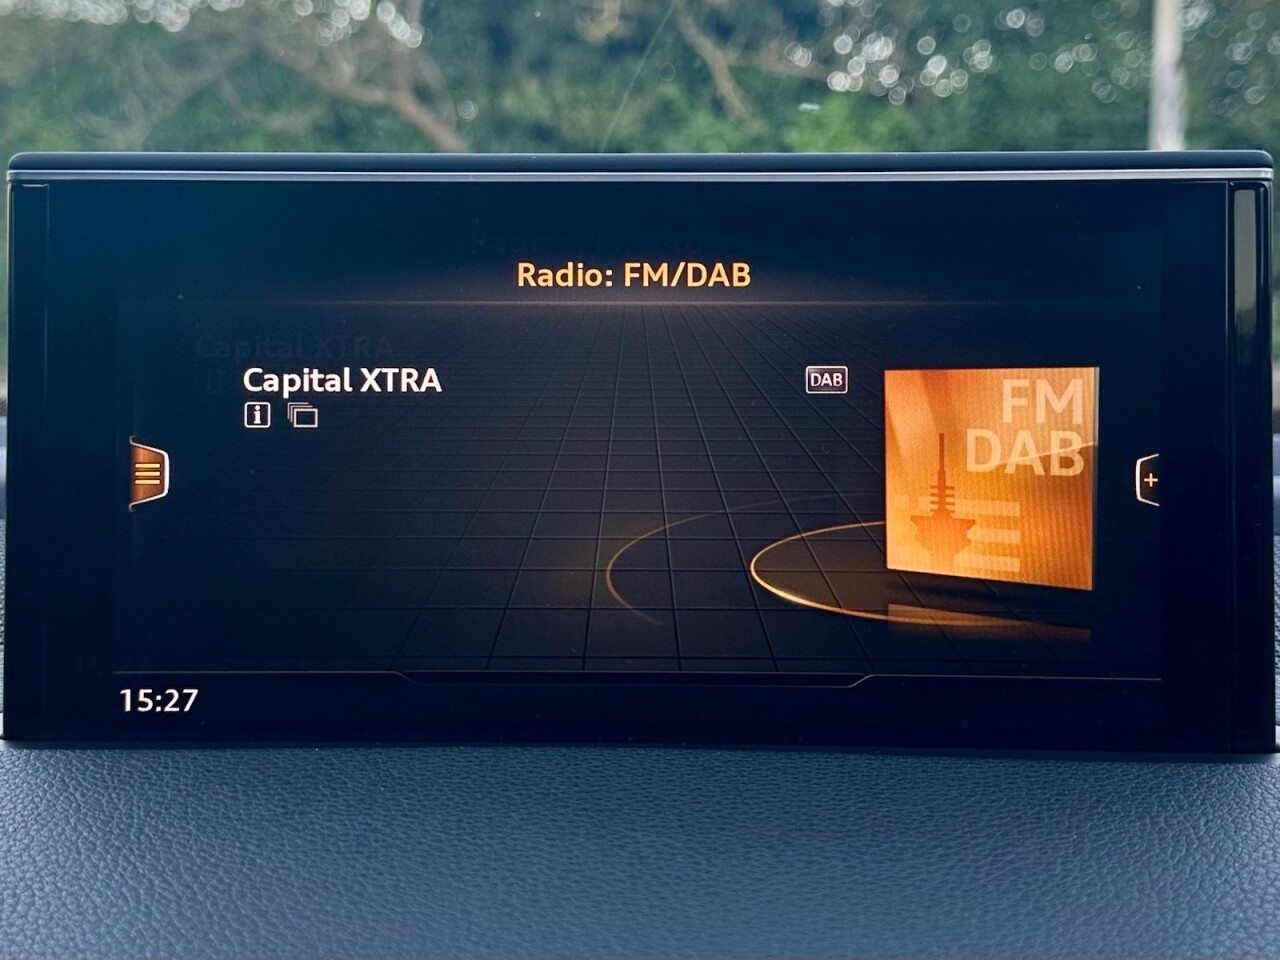 Radio: FM/DAB
Capital XTRA
DAB
i
FM
DAB
+
15:27